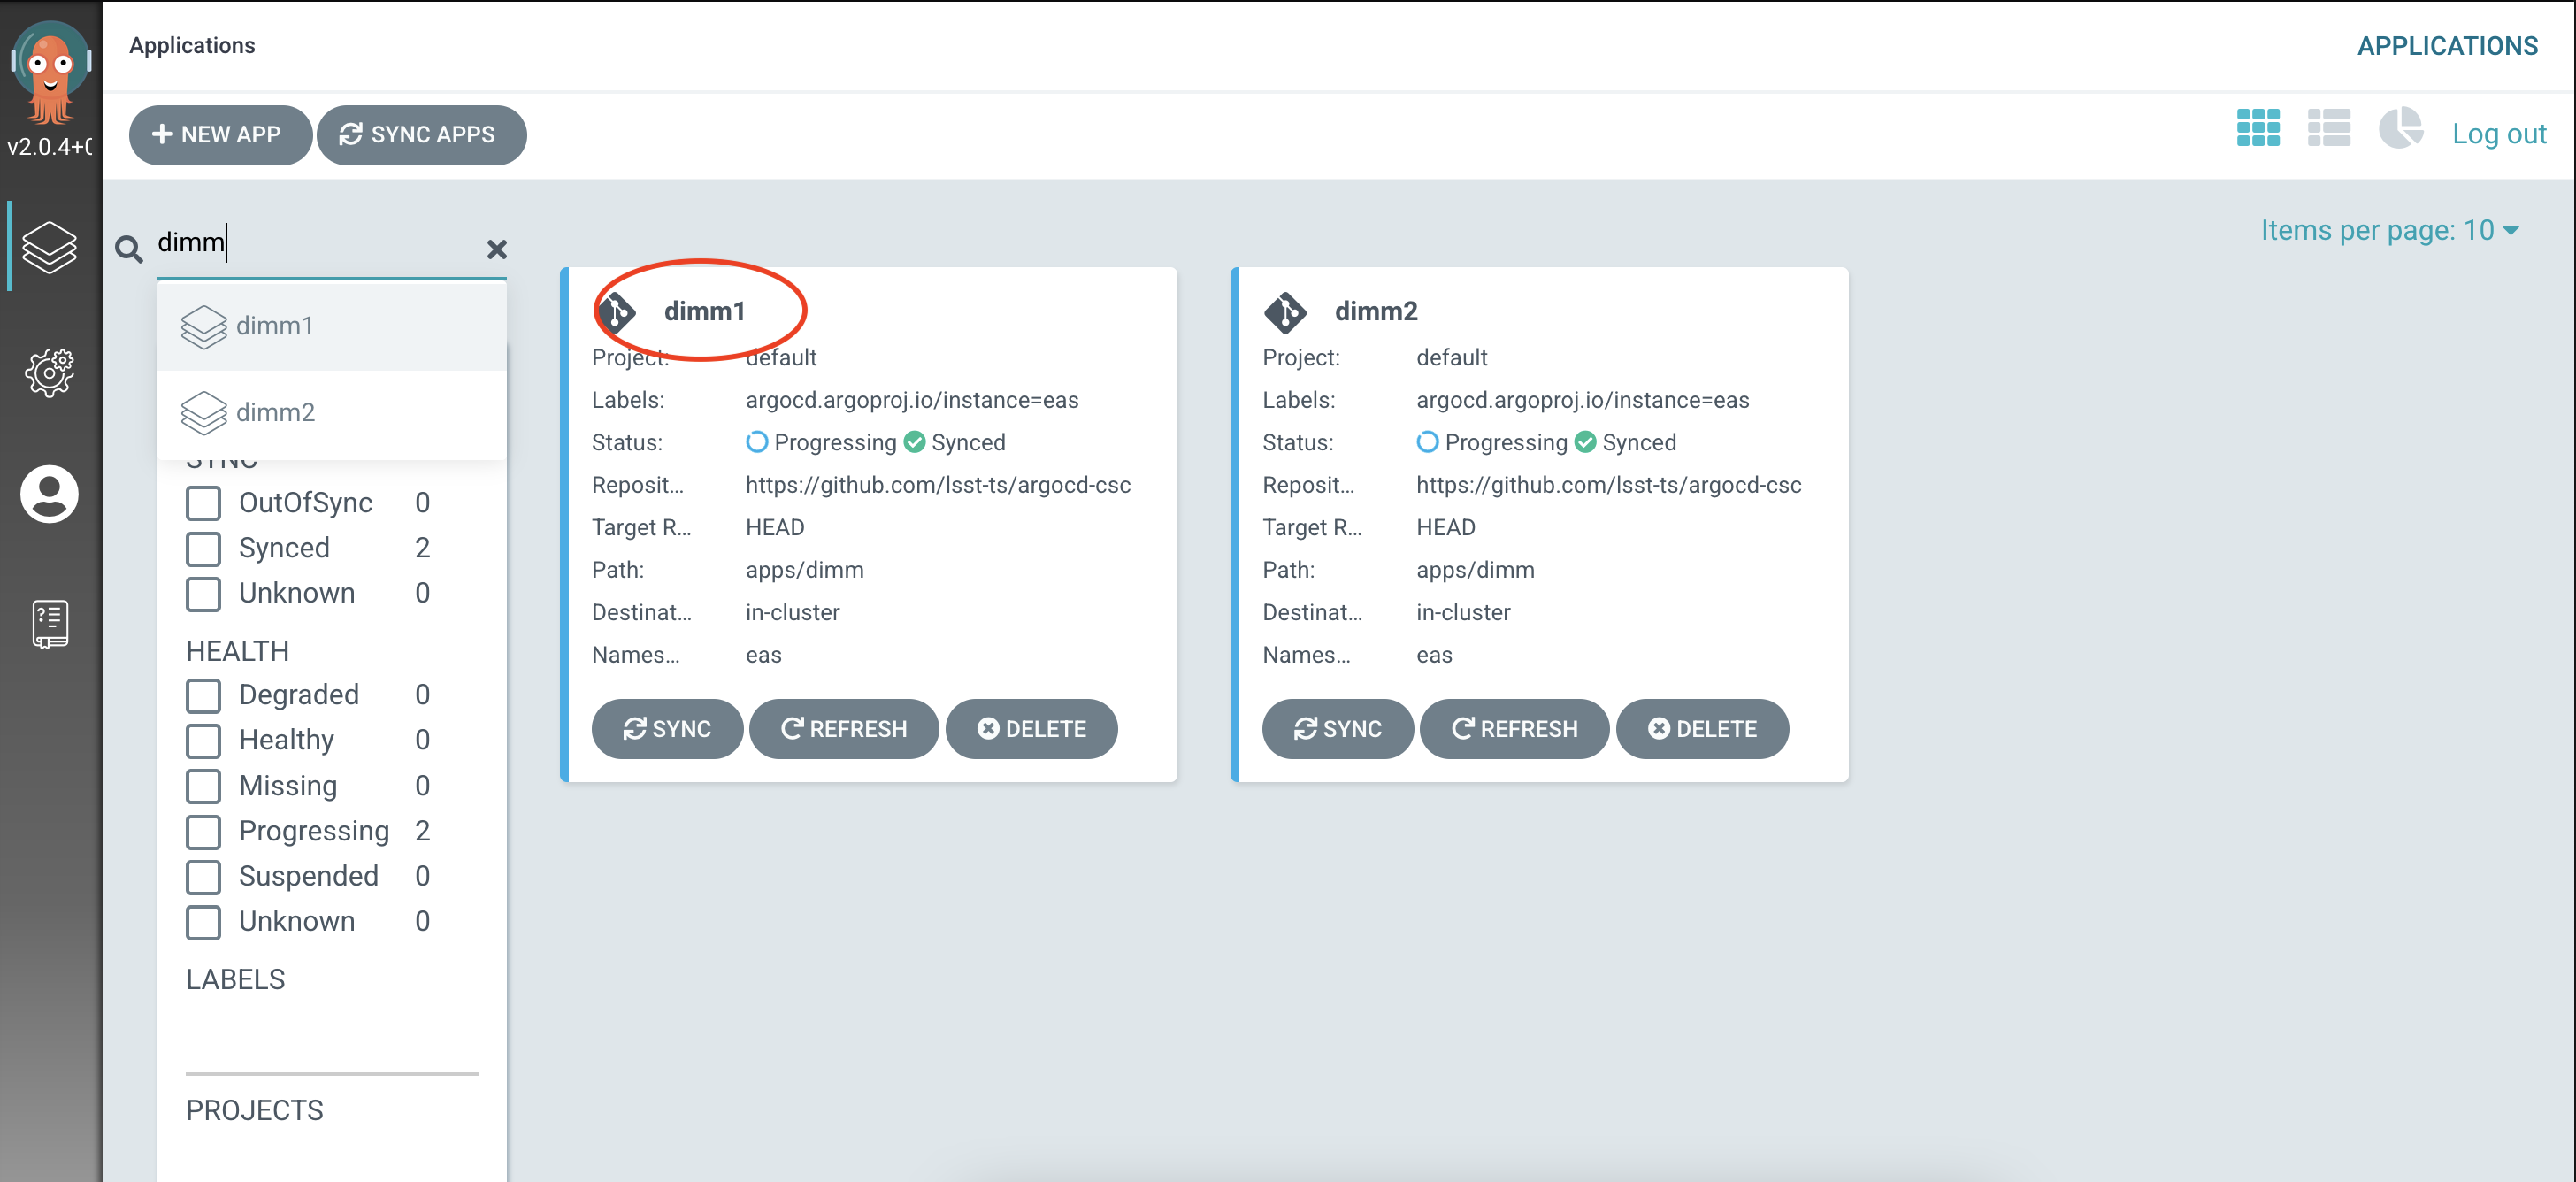 Applications
APPLICATIONS
v2.0.4+0
NEW APP
SYNC APPS
Log out
Items per page: 10
dimm
dimm1
dimm2
SYNC
OutOfSync 0
Synced 2
Unknown 0
HEALTH
Degraded 0
Healthy 0
Missing 0
Progressing 2
Suspended 0
Unknown 0
LABELS
PROJECTS
dimm1
Project: default
Labels: argocd.argoproj.io/instance=eas
Status: Progressing Synced
Reposit... https://github.com/lsst-ts/argocd-csc
Target R... HEAD
Path: apps/dimm
Destinat... in-cluster
Names... eas
SYNC REFRESH DELETE
dimm2
Project: default
Labels: argocd.argoproj.io/instance=eas
Status: Progressing Synced
Reposit... https://github.com/lsst-ts/argocd-csc
Target R... HEAD
Path: apps/dimm
Destinat... in-cluster
Names... eas
SYNC REFRESH DELETE